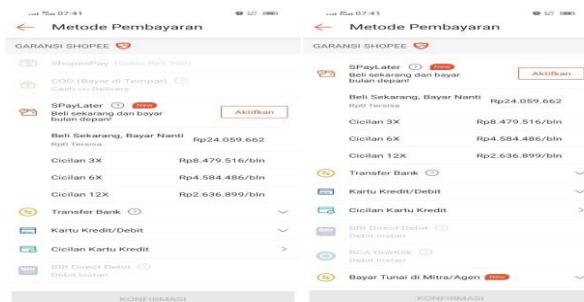 07:41
Metode Pembayaran
GARANSI SHOPEE
ShopeePay
COD (Bayar di Tempat)
Cash on Delivery
SPayLater New
Beli sekarang dan bayar
bulan depan!
Aktifkan
Beli Sekarang, Bayar Nanti
Rp24.059.662
Rp0 Tersisa
Cicilan 3X Rp8.479.516/bln
Cicilan 6X Rp4.584.486/bln
Cicilan 12X Rp2.636.899/bln
Transfer Bank
Kartu Kredit/Debit
Cicilan Kartu Kredit
BRI Direct Debit
Debit Instan
KONFIRMASI
07:41
Metode Pembayaran
GARANSI SHOPEE
SPayLater New
Beli sekarang dan bayar
bulan depan!
Aktifkan
Beli Sekarang, Bayar Nanti
Rp24.059.662
Rp0 Tersisa
Cicilan 3X Rp8.479.516/bln
Cicilan 6X Rp4.584.486/bln
Cicilan 12X Rp2.636.899/bln
Transfer Bank
Kartu Kredit/Debit
Cicilan Kartu Kredit
BRI Direct Debit
Debit Instan
BCA OneKlik
Debit Instan
Bayar Tunai di Mitra/Agen New
KONFIRMASI